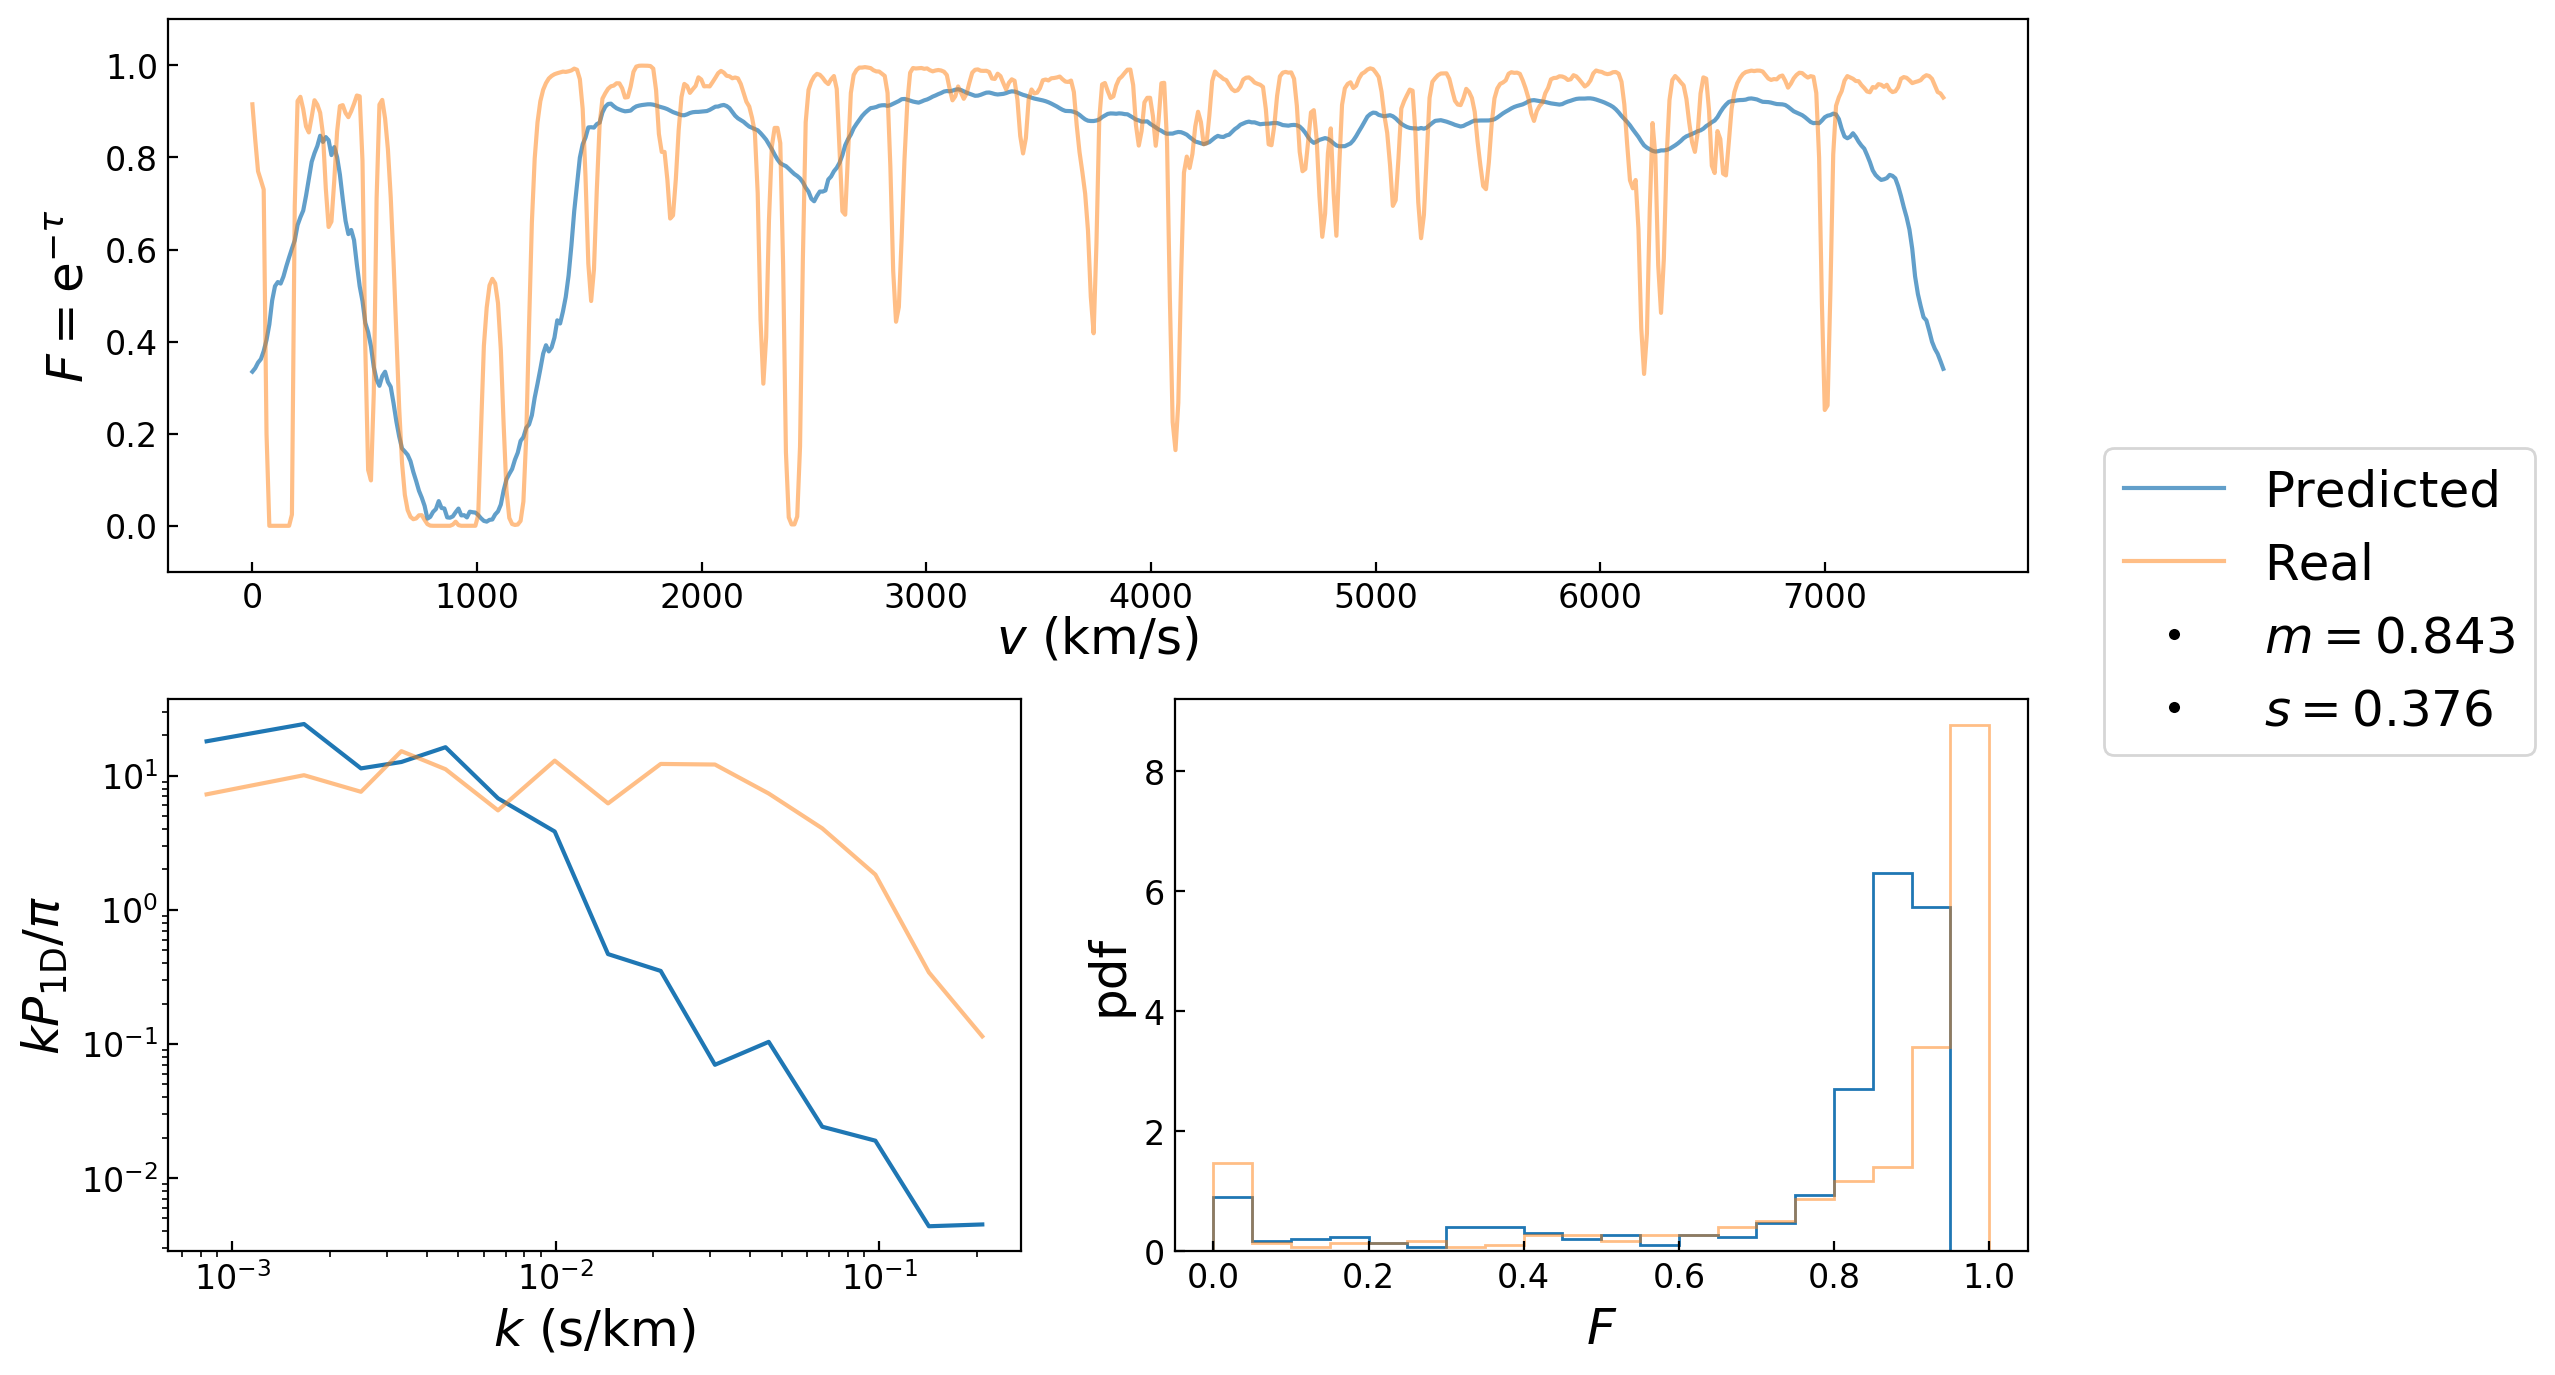 1.0
0.8
0.6
0.4
0.2
0.0
F = e^{-τ}
0 1000 2000 3000 4000 5000 6000 7000
v (km/s)
Predicted
Real
m = 0.843
s = 0.376
10^1
10^0
10^{-1}
10^{-2}
kP_{1D}/π
10^{-3} 10^{-2} 10^{-1}
k (s/km)
8
6
4
2
0
pdf
0.0 0.2 0.4 0.6 0.8 1.0
F